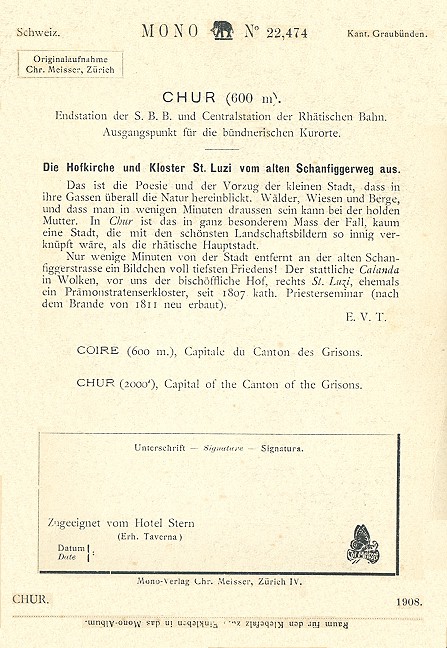 Schweiz.
MONO Nº 22,474
Kant. Graubünden.
Originalaufnahme
Chr. Meisser, Zürich
CHUR (600 m).
Endstation der S. B. B. und Centralstation der Rhätischen Bahn.
Ausgangspunkt für die bündnerischen Kurorte.
Die Hofkirche und Kloster St. Luzi vom alten Schanfiggerweg aus.
Das ist die Poesie und der Vorzug der kleinen Stadt, dass in
ihre Gassen überall die Natur hereinblickt. Wälder, Wiesen und Berge,
und dass man in wenigen Minuten draussen sein kann bei der holden
Mutter. In Chur ist das in ganz besonderem Mass der Fall, kaum
eine Stadt, die mit den schönsten Landschaftsbildern so innig ver-
knüpft wäre, als die rhätische Hauptstadt.
Nur wenige Minuten von der Stadt entfernt an der alten Schan-
figgerstrasse ein Bildchen voll tiefsten Friedens! Der stattliche Calanda
in Wolken, vor uns der bischöffliche Hof, rechts St. Luzi, ehemals
ein Prämonstratenserkloster, seit 1807 kath. Priesterseminar (nach
dem Brande von 1811 neu erbaut).
E. V. T.
COIRE (600 m.), Capitale du Canton des Grisons.
CHUR (2000'), Capital of the Canton of the Grisons.
Unterschrift — Signature — Signatura.
Zugeeignet vom Hotel Stern
(Erh. Taverna)
Datum
Date :
Mono-Verlag Chr. Meisser, Zürich IV.
CHUR.
1908.
Raum für den Klebefalz z... Einkleben in das Mono-Album.